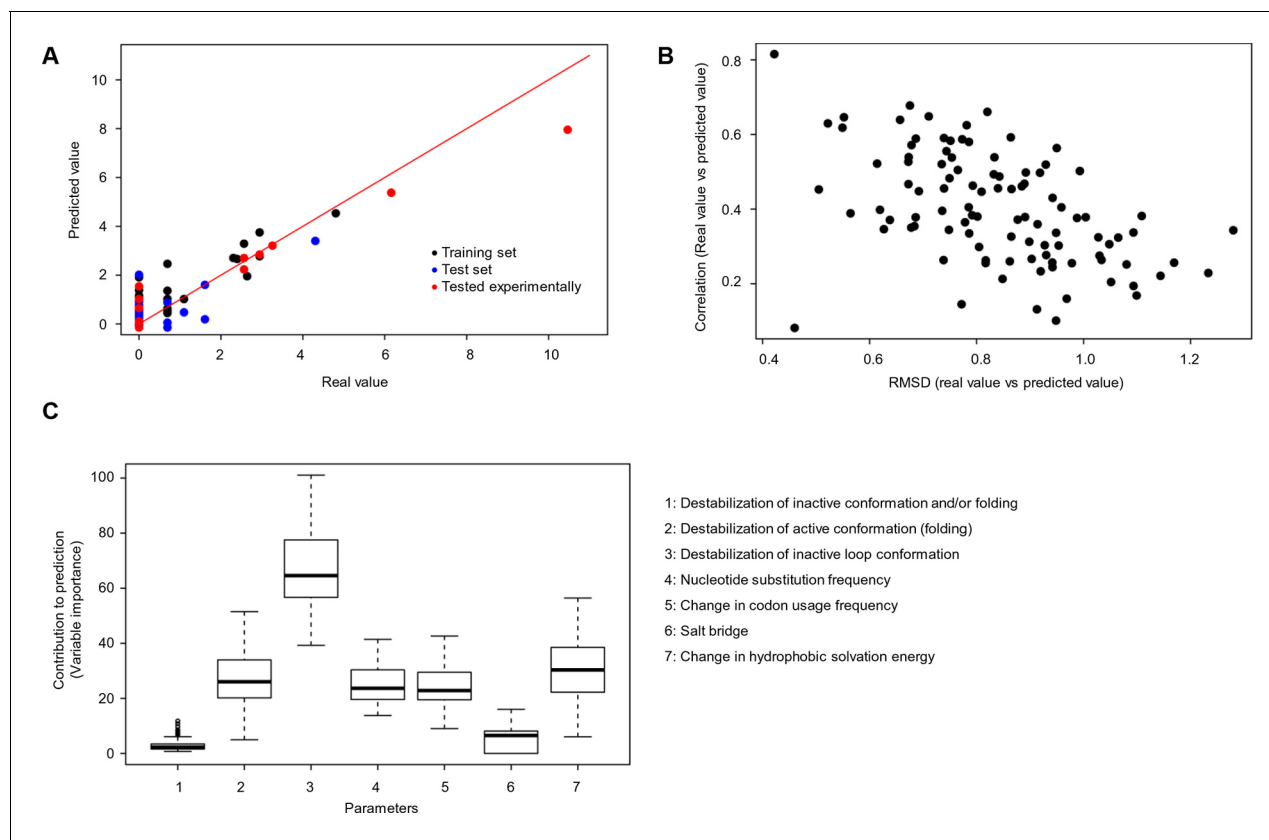 A
10
8
6
4
2
0
Predicted value
0 2 4 6 8 10
Real value
Training set
Test set
Tested experimentally
B
0.8
0.6
0.4
0.2
Correlation (Real value vs predicted value)
0.4 0.6 0.8 1.0 1.2
RMSD (real value vs predicted value)
C
100
80
60
40
20
0
Contribution to prediction
(Variable importance)
1 2 3 4 5 6 7
Parameters
1: Destabilization of inactive conformation and/or folding
2: Destabilization of active conformation (folding)
3: Destabilization of inactive loop conformation
4: Nucleotide substitution frequency
5: Change in codon usage frequency
6: Salt bridge
7: Change in hydrophobic solvation energy